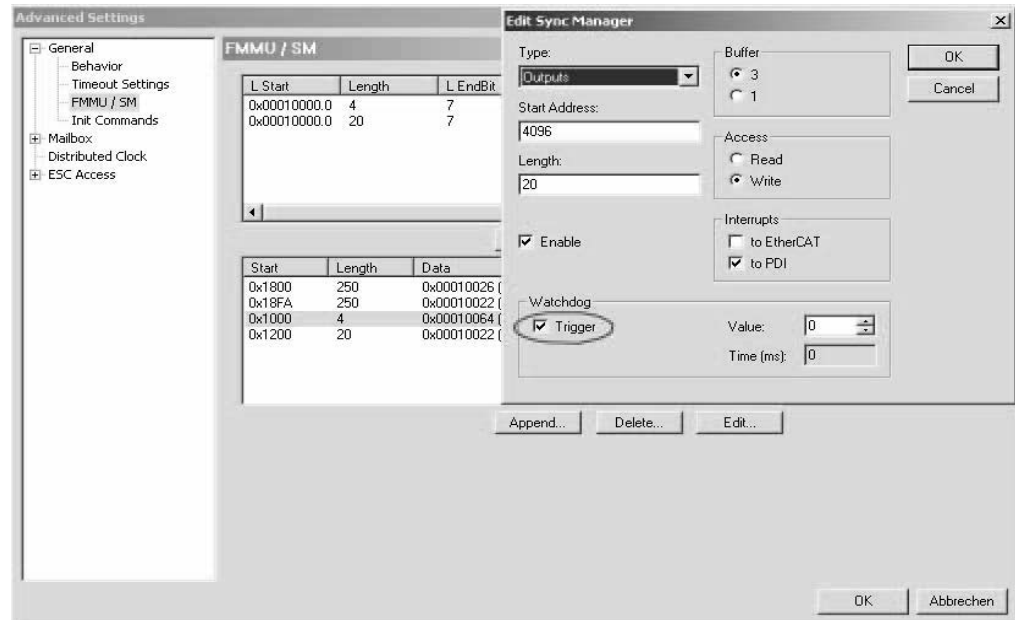 Advanced Settings
General
Behavior
Timeout Settings
FMMU / SM
Init Commands
Mailbox
Distributed Clock
ESC Access
FMMU / SM
L Start Length L EndBit
0x00010000.0 4 7
0x00010000.0 20 7
Start Length Data
0x1800 250 0x00010026 (
0x18FA 250 0x00010022 (
0x1000 4 0x00010064 (
0x1200 20 0x00010022 (
Append... Delete... Edit...
OK Abbrechen
Edit Sync Manager
Type:
Outputs
Start Address:
4096
Length:
20
Enable
Buffer
3
1
Access
Read
Write
Interrupts
to EtherCAT
to PDI
OK
Cancel
Watchdog
Trigger
Value: 0
Time (ms): 0